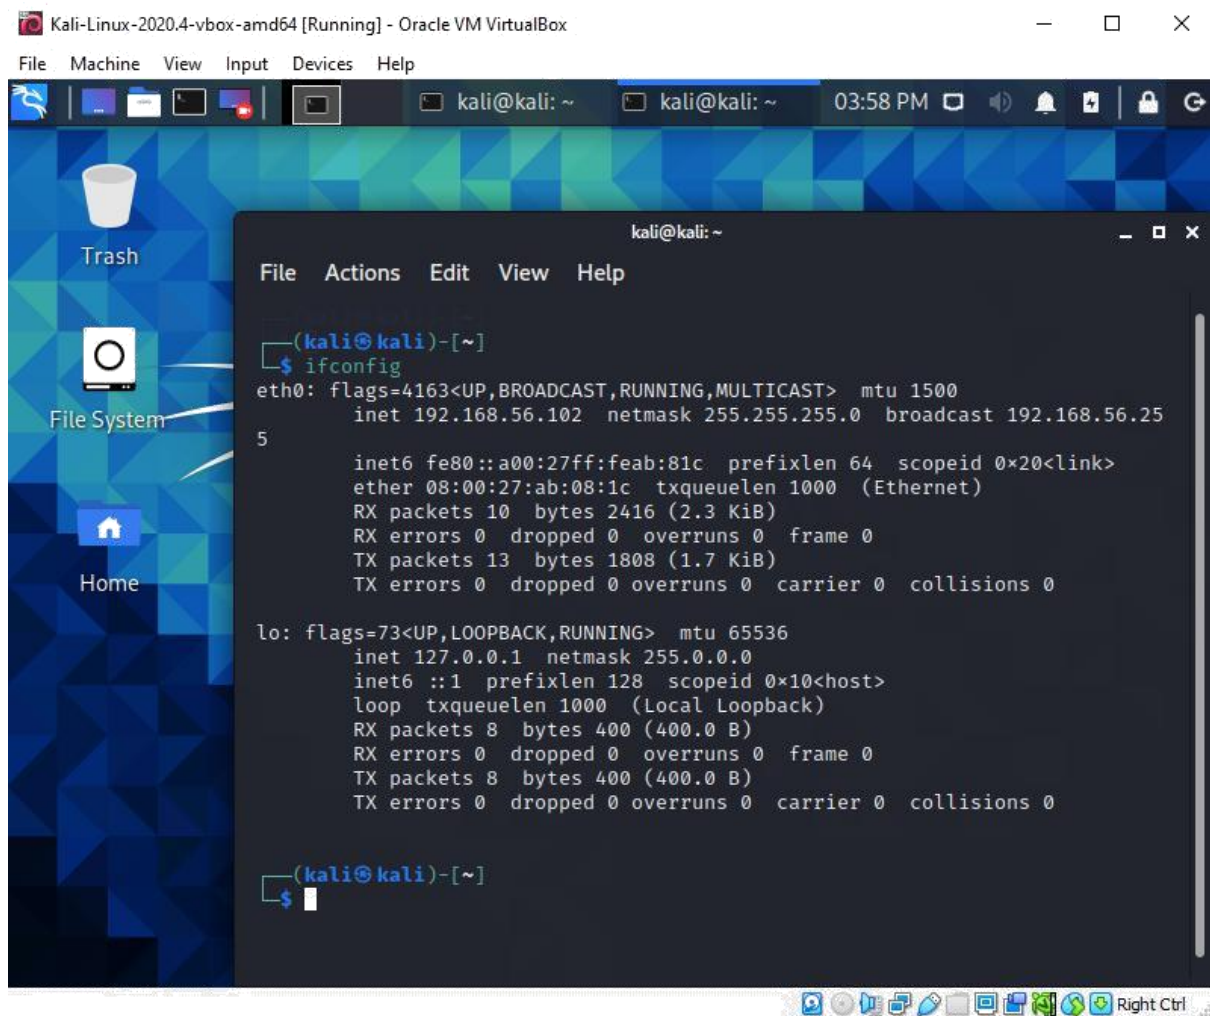 Kali-Linux-2020.4-vbox-amd64 [Running] - Oracle VM VirtualBox
File Machine View Input Devices Help
kali@kali: ~ kali@kali: ~ 03:58 PM
Trash
File System
Home
kali@kali: ~
File Actions Edit View Help
(kali㉿kali)-[~]
$ ifconfig
eth0: flags=4163<UP,BROADCAST,RUNNING,MULTICAST> mtu 1500
inet 192.168.56.102 netmask 255.255.255.0 broadcast 192.168.56.25
5
inet6 fe80::a00:27ff:feab:81c prefixlen 64 scopeid 0×20<link>
ether 08:00:27:ab:08:1c txqueuelen 1000 (Ethernet)
RX packets 10 bytes 2416 (2.3 KiB)
RX errors 0 dropped 0 overruns 0 frame 0
TX packets 13 bytes 1808 (1.7 KiB)
TX errors 0 dropped 0 overruns 0 carrier 0 collisions 0
lo: flags=73<UP,LOOPBACK,RUNNING> mtu 65536
inet 127.0.0.1 netmask 255.0.0.0
inet6 ::1 prefixlen 128 scopeid 0×10<host>
loop txqueuelen 1000 (Local Loopback)
RX packets 8 bytes 400 (400.0 B)
RX errors 0 dropped 0 overruns 0 frame 0
TX packets 8 bytes 400 (400.0 B)
TX errors 0 dropped 0 overruns 0 carrier 0 collisions 0
(kali㉿kali)-[~]
$
Right Ctrl